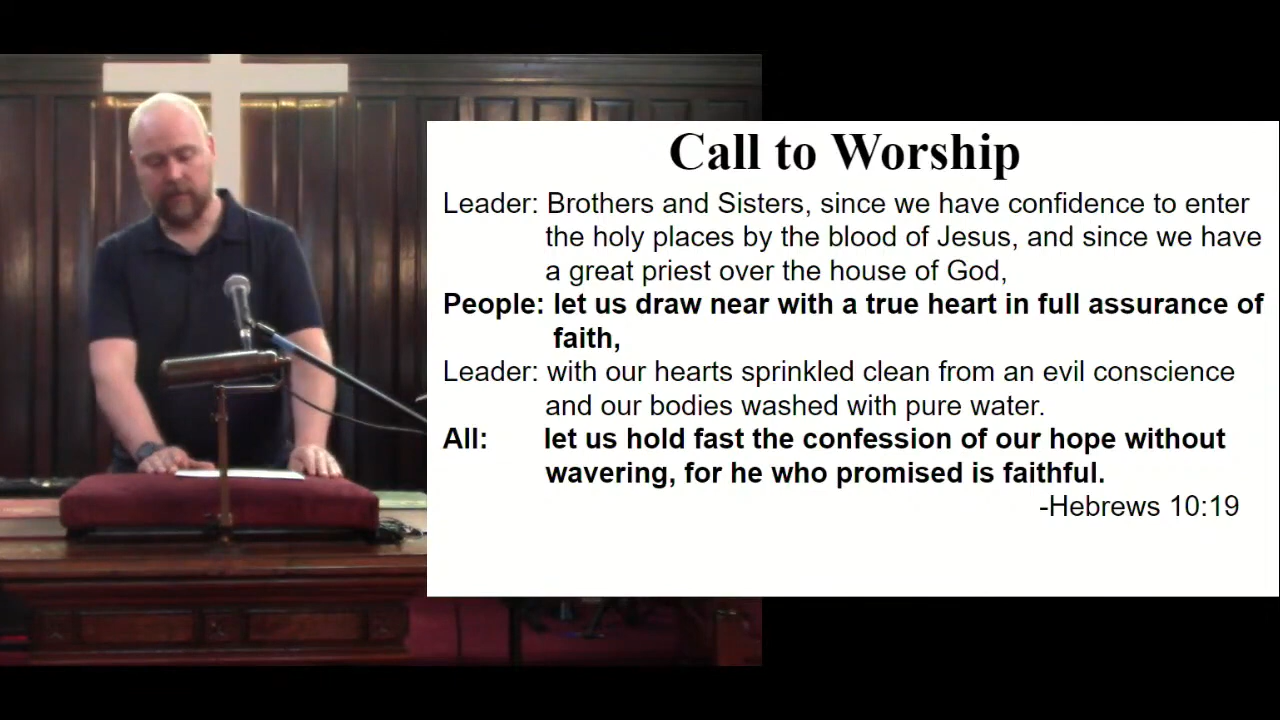 Call to Worship
Leader: Brothers and Sisters, since we have confidence to enter
the holy places by the blood of Jesus, and since we have
a great priest over the house of God,
People: let us draw near with a true heart in full assurance of
faith,
Leader: with our hearts sprinkled clean from an evil conscience
and our bodies washed with pure water.
All: let us hold fast the confession of our hope without
wavering, for he who promised is faithful.
-Hebrews 10:19